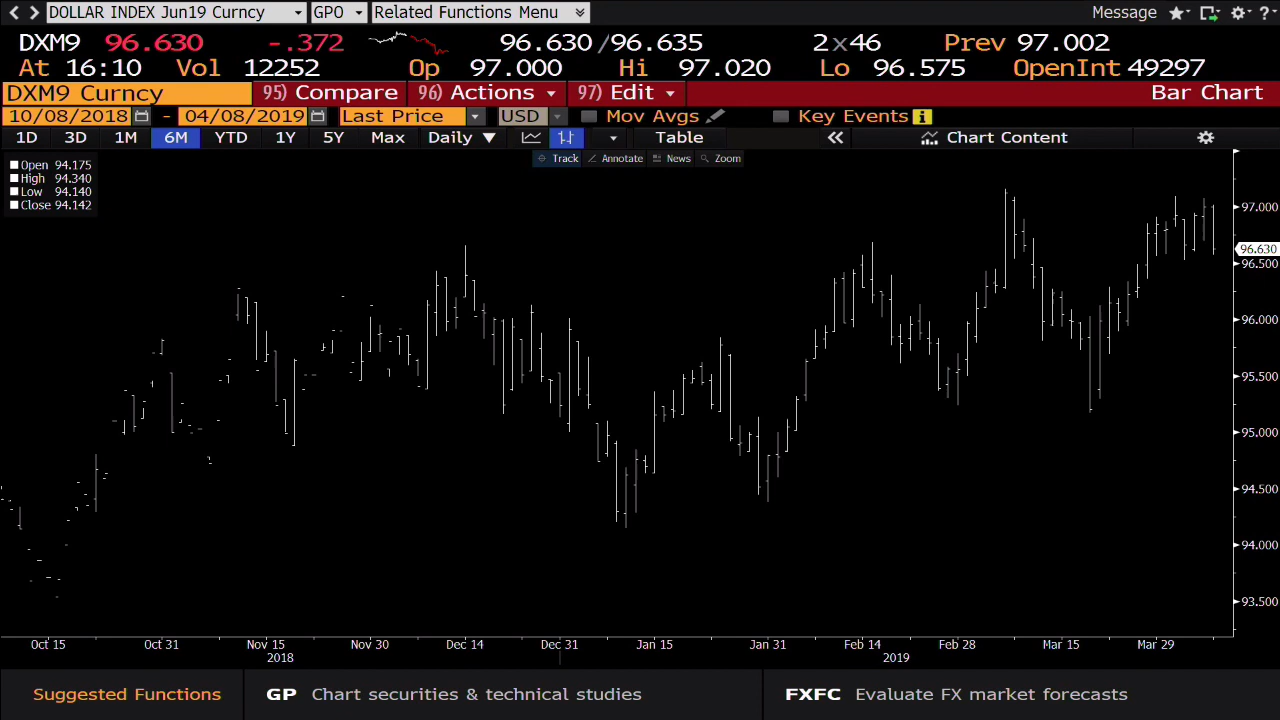 DOLLAR INDEX Jun19 Curncy GPO Related Functions Menu Message ?
DXM9 96.630 -.372 96.630 /96.635 2x46 Prev 97.002
At 16:10 Vol 12252 Op 97.000 Hi 97.020 Lo 96.575 OpenInt 49297
DXM9 Curncy 95) Compare 96) Actions 97) Edit Bar Chart
10/08/2018 - 04/08/2019 Last Price USD Mov Avgs Key Events i
1D 3D 1M 6M YTD 1Y 5Y Max Daily Table « Chart Content
Track Annotate News Zoom
Open 94.175
High 94.340
Low 94.140
Close 94.142
97.000
96.630
96.500
96.000
95.500
95.000
94.500
94.000
93.500
Oct 15 Oct 31 Nov 15 Nov 30 Dec 14 Dec 31 Jan 15 Jan 31 Feb 14 Feb 28 Mar 15 Mar 29
2018 2019
Suggested Functions GP Chart securities & technical studies FXFC Evaluate FX market forecasts